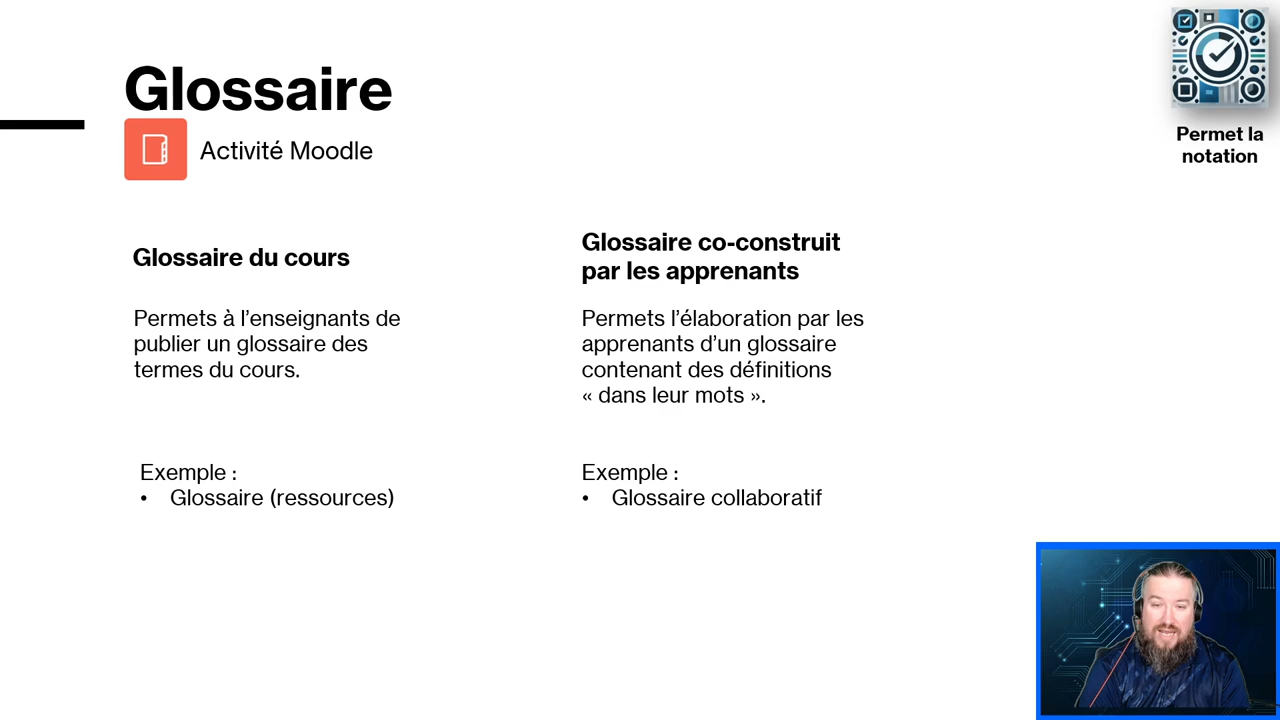 Glossaire
Activité Moodle
Permet la
notation
Glossaire du cours
Permets à l’enseignants de
publier un glossaire des
termes du cours.
Exemple :
• Glossaire (ressources)
Glossaire co-construit
par les apprenants
Permets l’élaboration par les
apprenants d’un glossaire
contenant des définitions
« dans leur mots ».
Exemple :
• Glossaire collaboratif